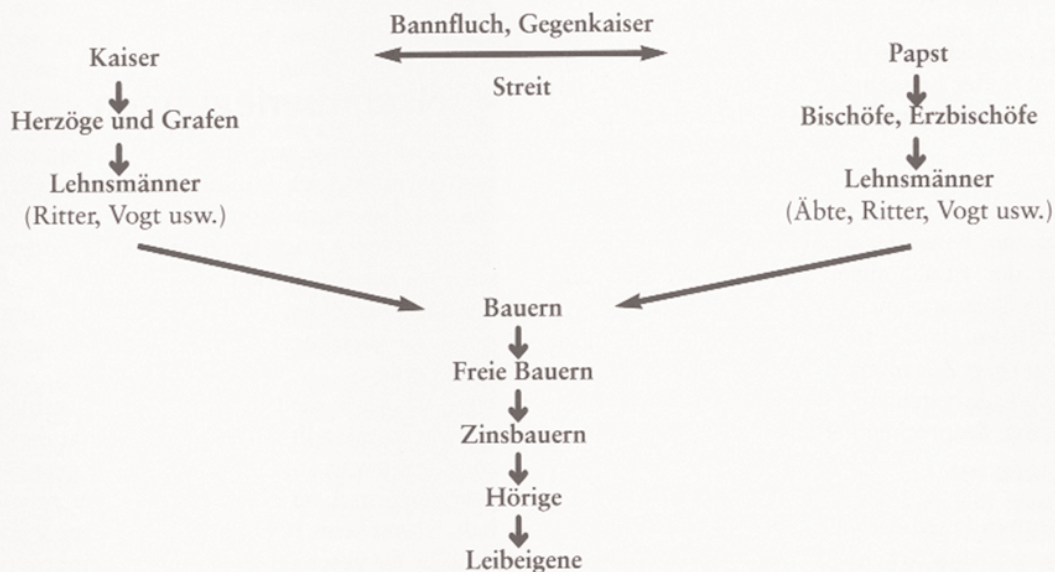 Bannfluch, Gegenkaiser
Kaiser
Papst
Streit
Herzöge und Grafen
Bischöfe, Erzbischöfe
Lehnsmänner
(Ritter, Vogt usw.)
Lehnsmänner
(Äbte, Ritter, Vogt usw.)
Bauern
Freie Bauern
Zinsbauern
Hörige
Leibeigene